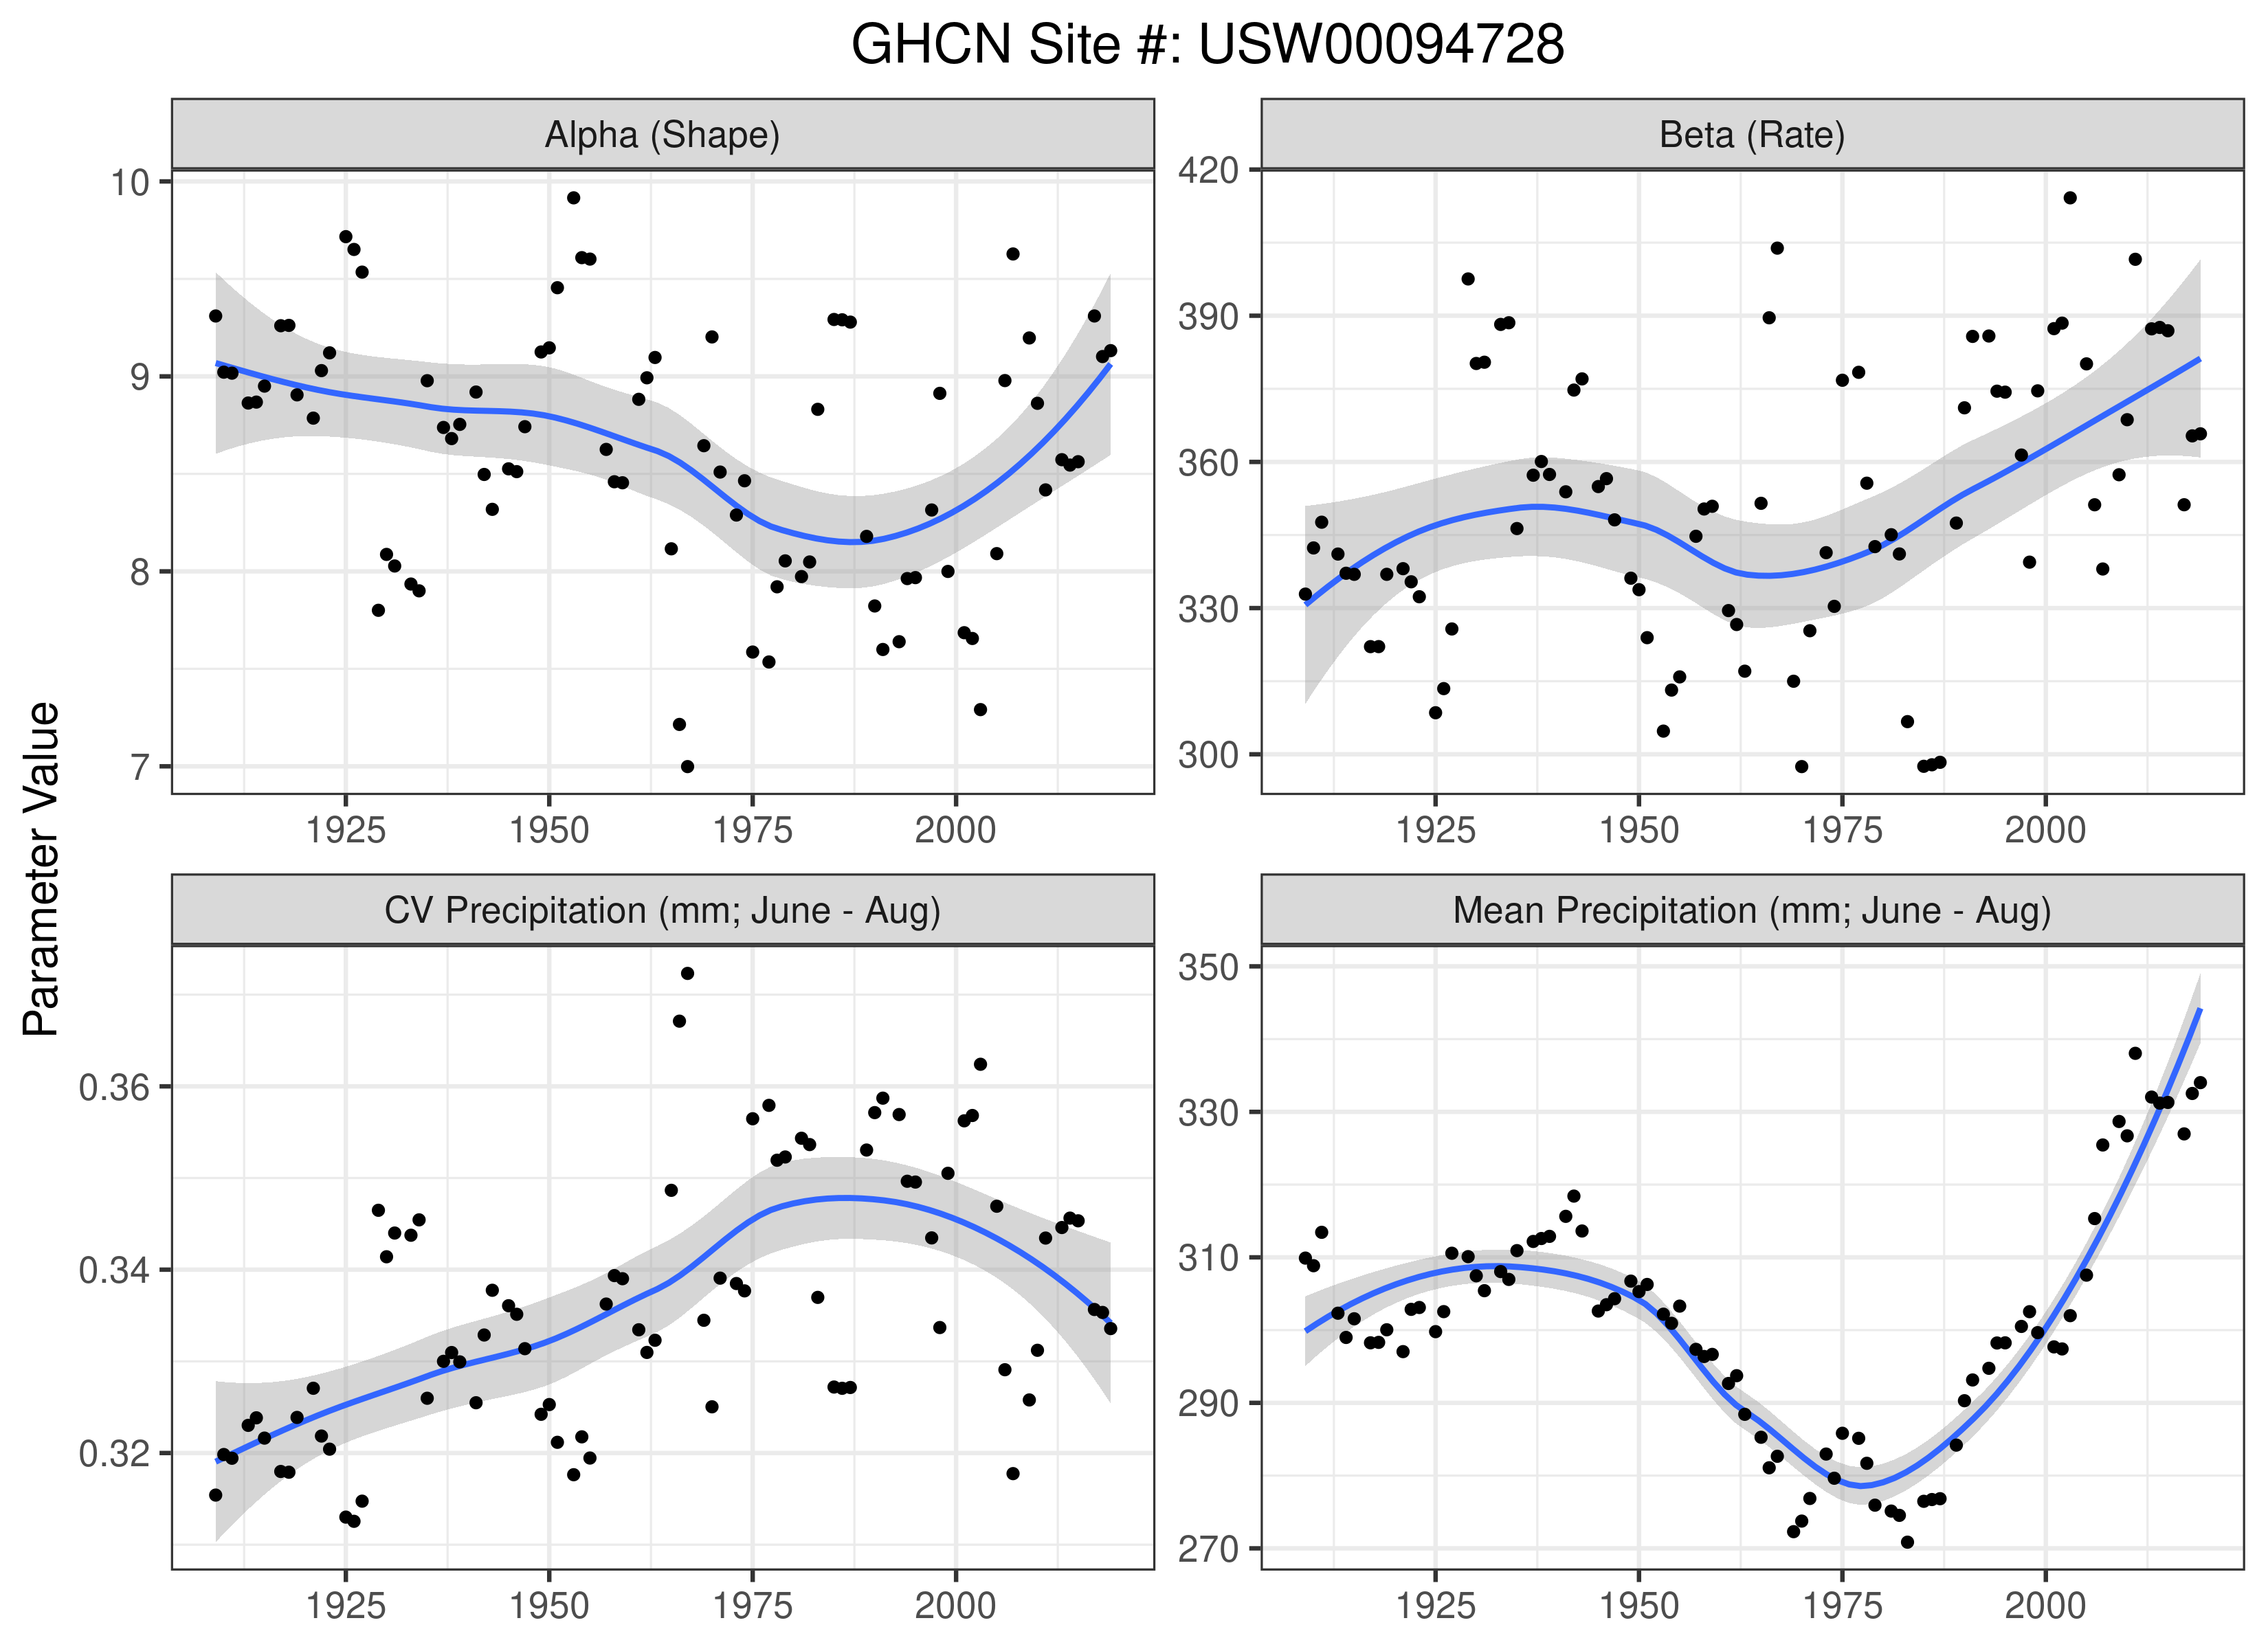 GHCN Site #: USW00094728
Alpha (Shape)
Beta (Rate)
10
9
8
7
420
390
360
330
300
1925 1950 1975 2000
1925 1950 1975 2000
Parameter Value
CV Precipitation (mm; June - Aug)
Mean Precipitation (mm; June - Aug)
0.36
0.34
0.32
350
330
310
290
270
1925 1950 1975 2000
1925 1950 1975 2000